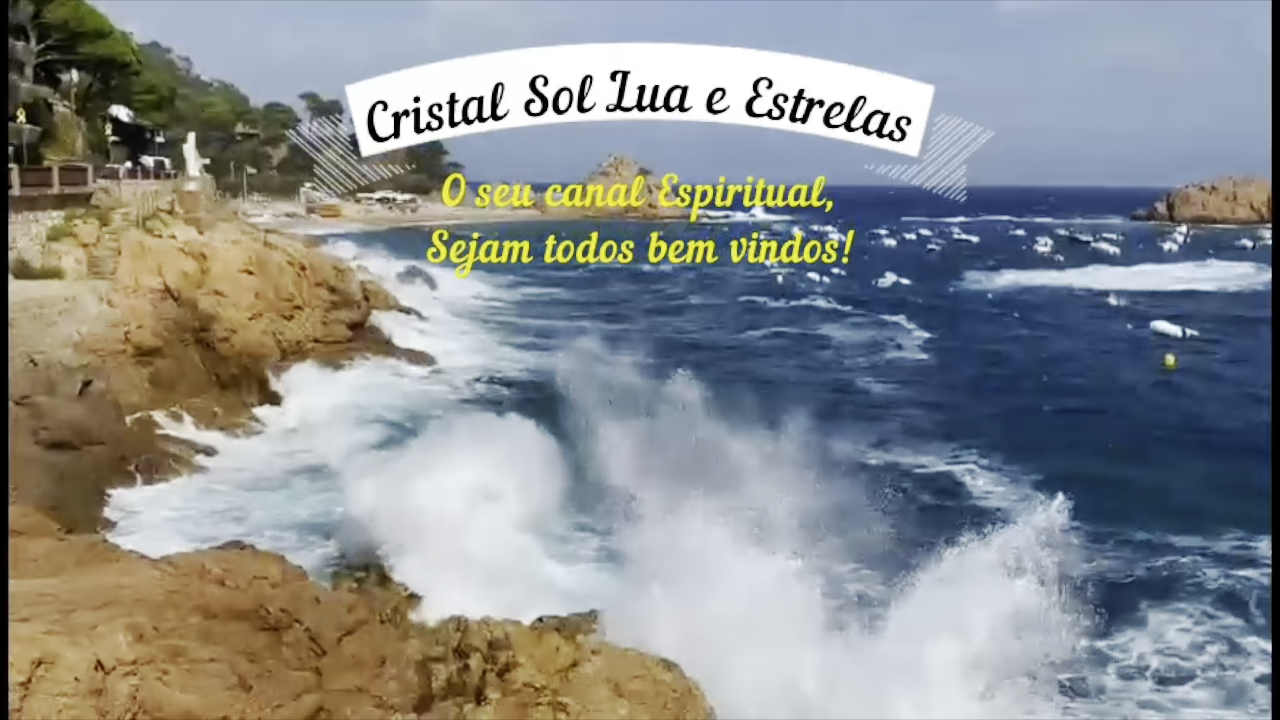 Cristal Sol Lua e Estrelas
O seu canal Espiritual,
Sejam todos bem vindos!